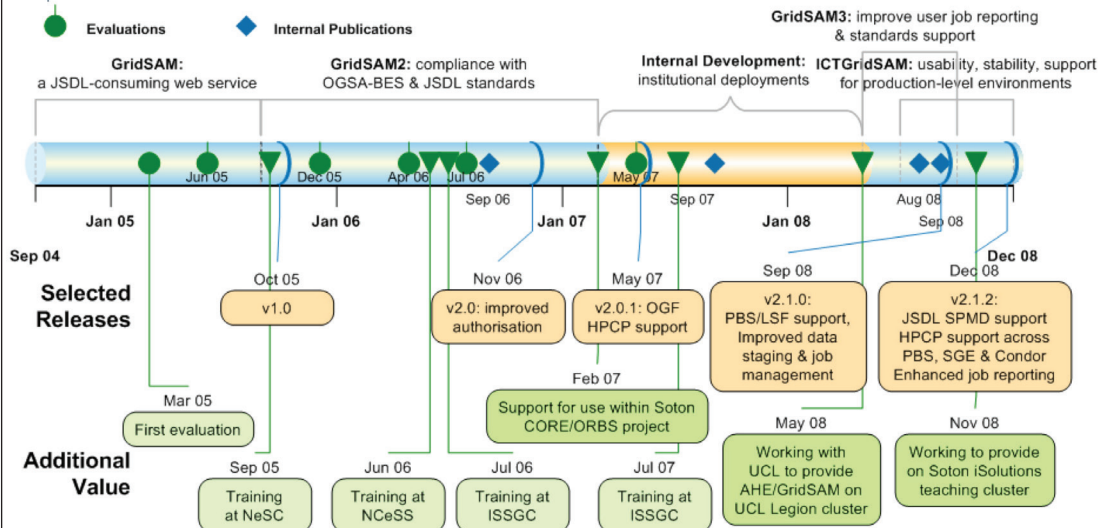 Evaluations
Internal Publications
GridSAM3: improve user job reporting
& standards support
GridSAM:
a JSDL-consuming web service
GridSAM2: compliance with
OGSA-BES & JSDL standards
Internal Development:
institutional deployments
ICTGridSAM: usability, stability, support
for production-level environments
Jun 05
Dec 05
Apr 06
Jul 06
May 07
Sep 06
Sep 07
Aug 08
Sep 08
Jan 05
Jan 06
Jan 07
Jan 08
Sep 04
Dec 08
Selected
Releases
Oct 05
v1.0
Nov 06
v2.0: improved
authorisation
May 07
v2.0.1: OGF
HPCP support
Sep 08
v2.1.0:
PBS/LSF support,
Improved data
staging & job
management
Dec 08
v2.1.2:
JSDL SPMD support
HPCP support across
PBS, SGE & Condor
Enhanced job reporting
Additional
Value
Mar 05
First evaluation
Sep 05
Training
at NeSC
Jun 06
Training at
NCeSS
Jul 06
Training at
ISSGC
Feb 07
Support for use within Soton
CORE/ORBS project
Jul 07
Training at
ISSGC
May 08
Working with
UCL to provide
AHE/GridSAM on
UCL Legion cluster
Nov 08
Working to provide
on Soton iSolutions
teaching cluster